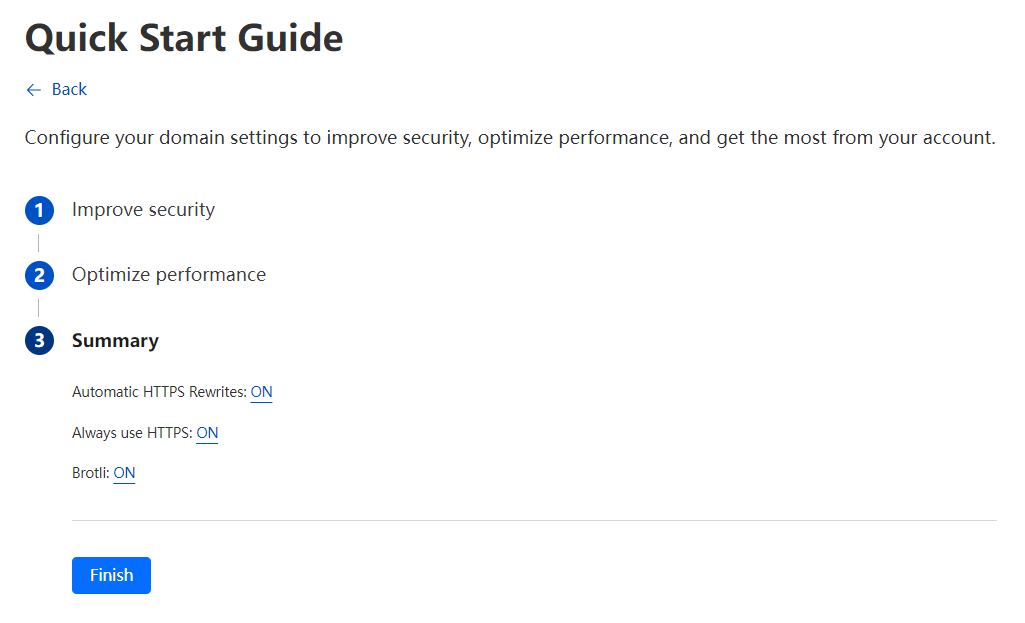 Quick Start Guide
← Back
Configure your domain settings to improve security, optimize performance, and get the most from your account.
1 Improve security
2 Optimize performance
3 Summary
Automatic HTTPS Rewrites: ON
Always use HTTPS: ON
Brotli: ON
Finish